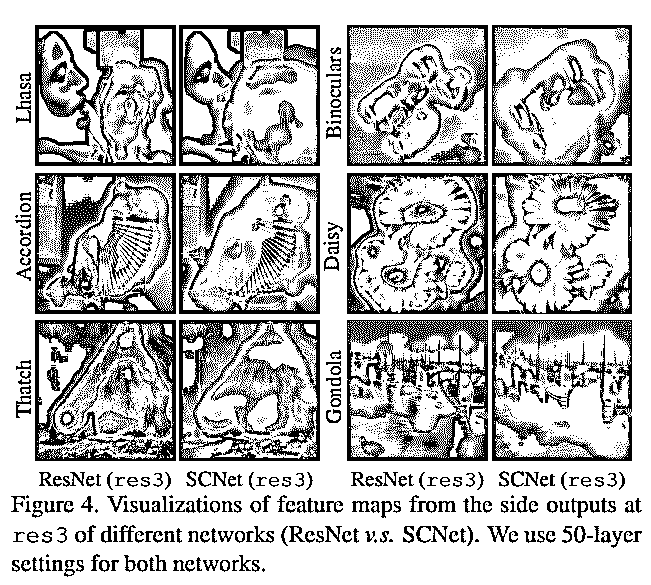 Lhasa
Binoculars
Accordion
Daisy
Thatch
Gondola
ResNet (res3) SCNet (res3) ResNet (res3) SCNet (res3)
Figure 4. Visualizations of feature maps from the side outputs at
res3 of different networks (ResNet v.s. SCNet). We use 50-layer
settings for both networks.